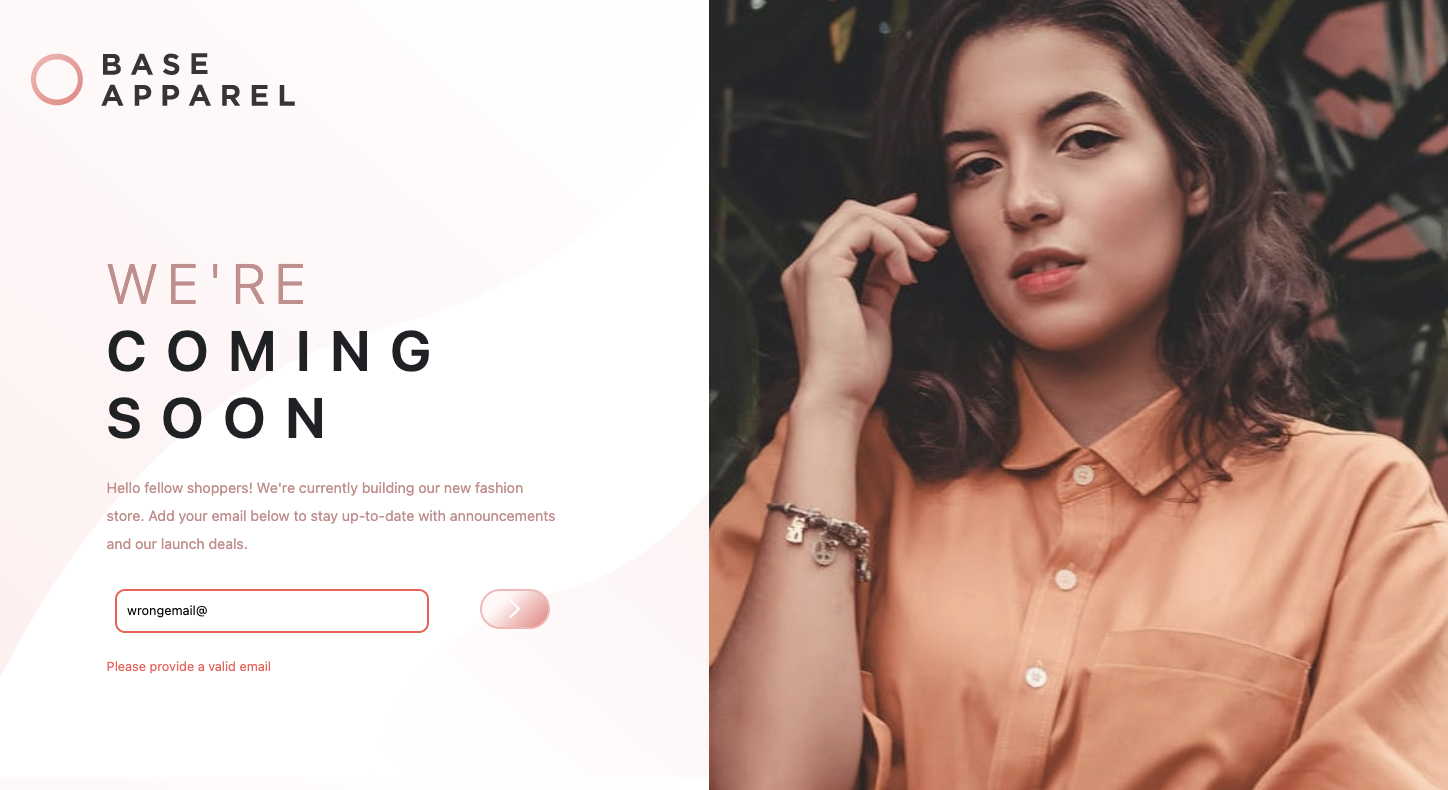 BASE
APPAREL
WE'RE
COMING
SOON
Hello fellow shoppers! We're currently building our new fashion
store. Add your email below to stay up-to-date with announcements
and our launch deals.
wrongemail@
Please provide a valid email